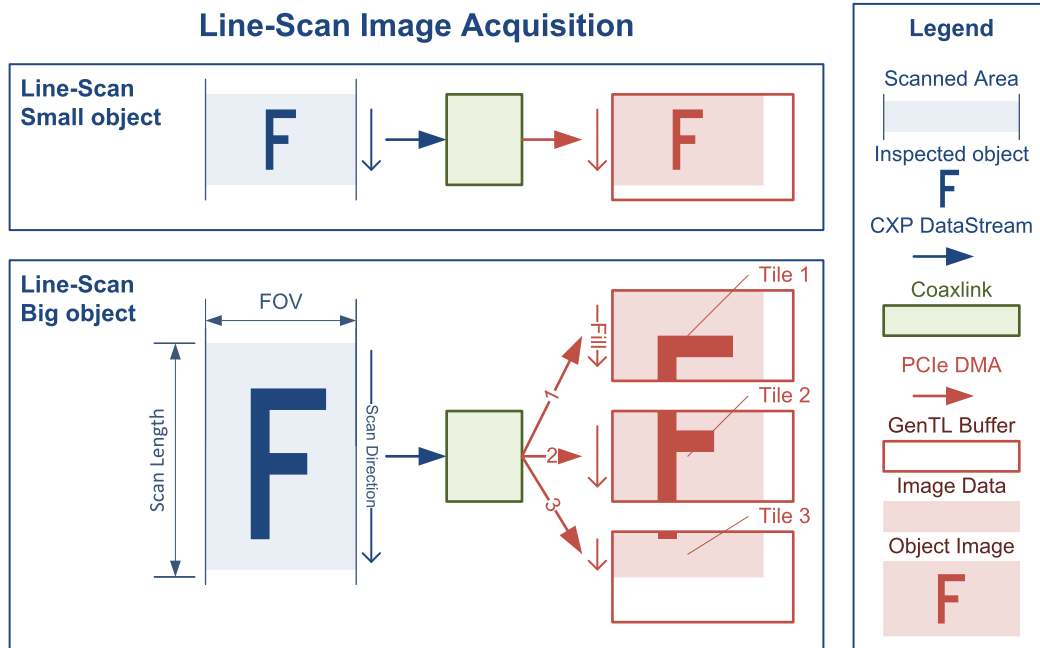 Line-Scan Image Acquisition
Line-Scan
Small object
F
F
Line-Scan
Big object
FOV
Scan Length
F
Scan Direction
1
2
3
Fill
Tile 1
Tile 2
Tile 3
Legend
Scanned Area
Inspected object
F
CXP DataStream
Coaxlink
PCIe DMA
GenTL Buffer
Image Data
Object Image
F